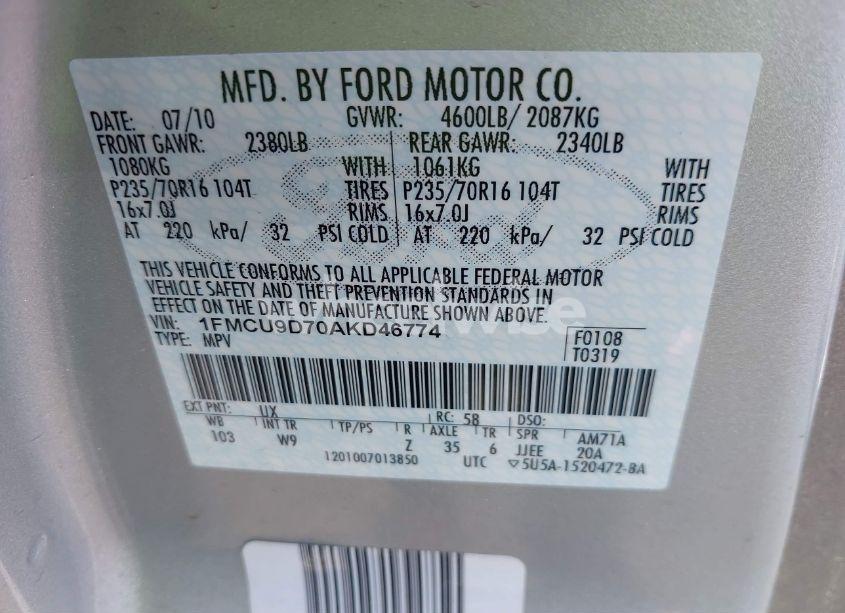 MFD. BY FORD MOTOR CO.
DATE: 07/10 GVWR: 4600LB/ 2087KG
FRONT GAWR: 2380LB REAR GAWR: 2340LB
1080KG WITH 1061KG WITH
P235/70R16 104T TIRES P235/70R16 104T TIRES
16x7.0J RIMS 16x7.0J RIMS
AT 220 kPa/ 32 PSI COLD AT 220 kPa/ 32 PSI COLD
THIS VEHICLE CONFORMS TO ALL APPLICABLE FEDERAL MOTOR
VEHICLE SAFETY AND THEFT PREVENTION STANDARDS IN
EFFECT ON THE DATE OF MANUFACTURE SHOWN ABOVE.
VIN: 1FMCU9D70AKD46774 F0108
TYPE: MPV T0319
EXT PNT: UX RC: 58 DSO:
WB INT TR TP/PS R AXLE TR SPR AM71A
103 W9 Z 35 6 JJEE 20A
1201007013850 UTC ▽5U5A-1520472-BA